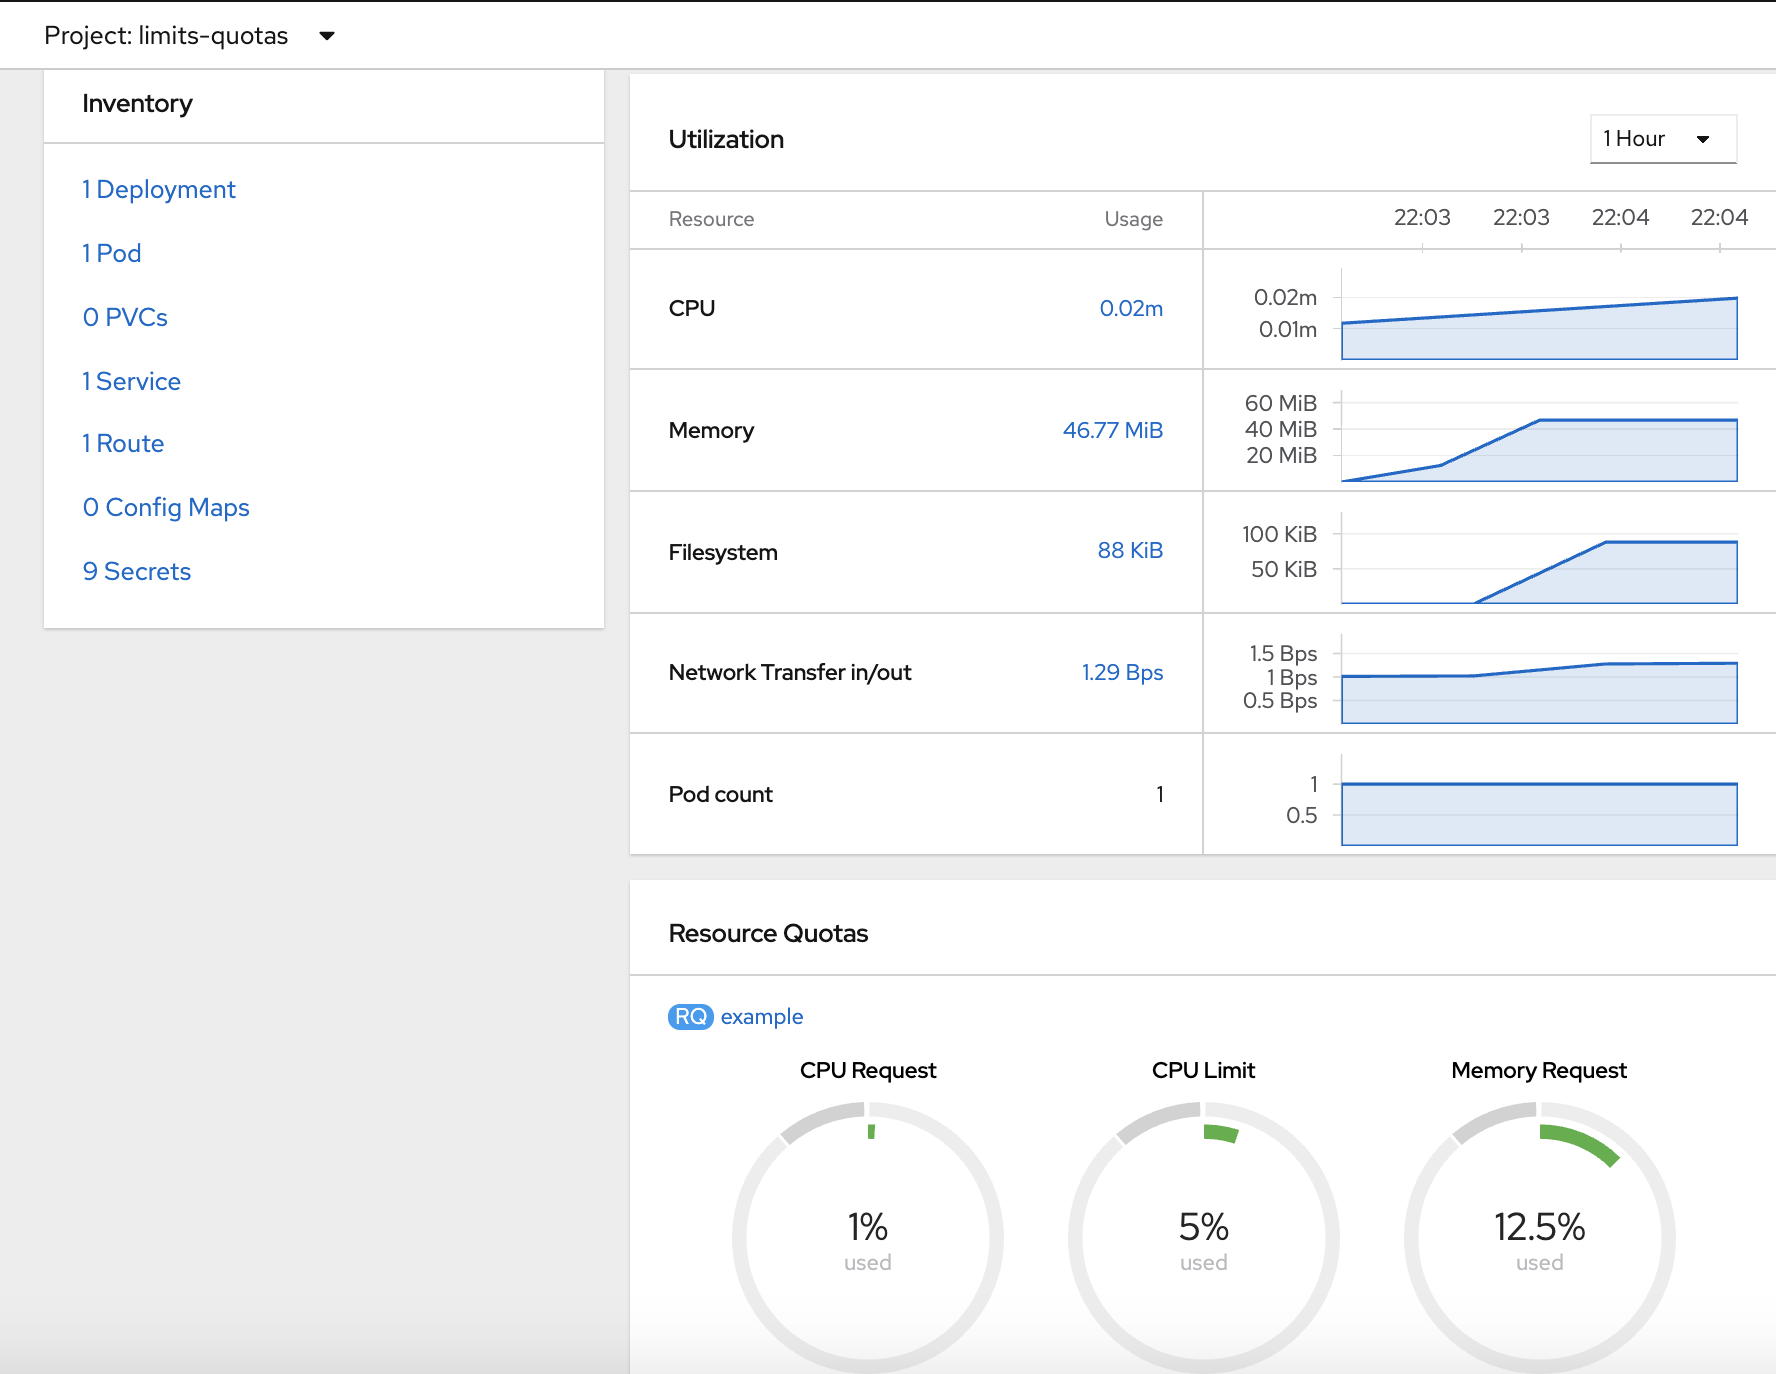 Project: limits-quotas
Inventory
1 Deployment
1 Pod
0 PVCs
1 Service
1 Route
0 Config Maps
9 Secrets
Utilization
1 Hour
Resource Usage 22:03 22:03 22:04 22:04
CPU 0.02m
0.02m
0.01m
Memory 46.77 MiB
60 MiB
40 MiB
20 MiB
Filesystem 88 KiB
100 KiB
50 KiB
Network Transfer in/out 1.29 Bps
1.5 Bps
1 Bps
0.5 Bps
Pod count 1
1
0.5
Resource Quotas
RQ example
CPU Request CPU Limit Memory Request
1% 5% 12.5%
used used used